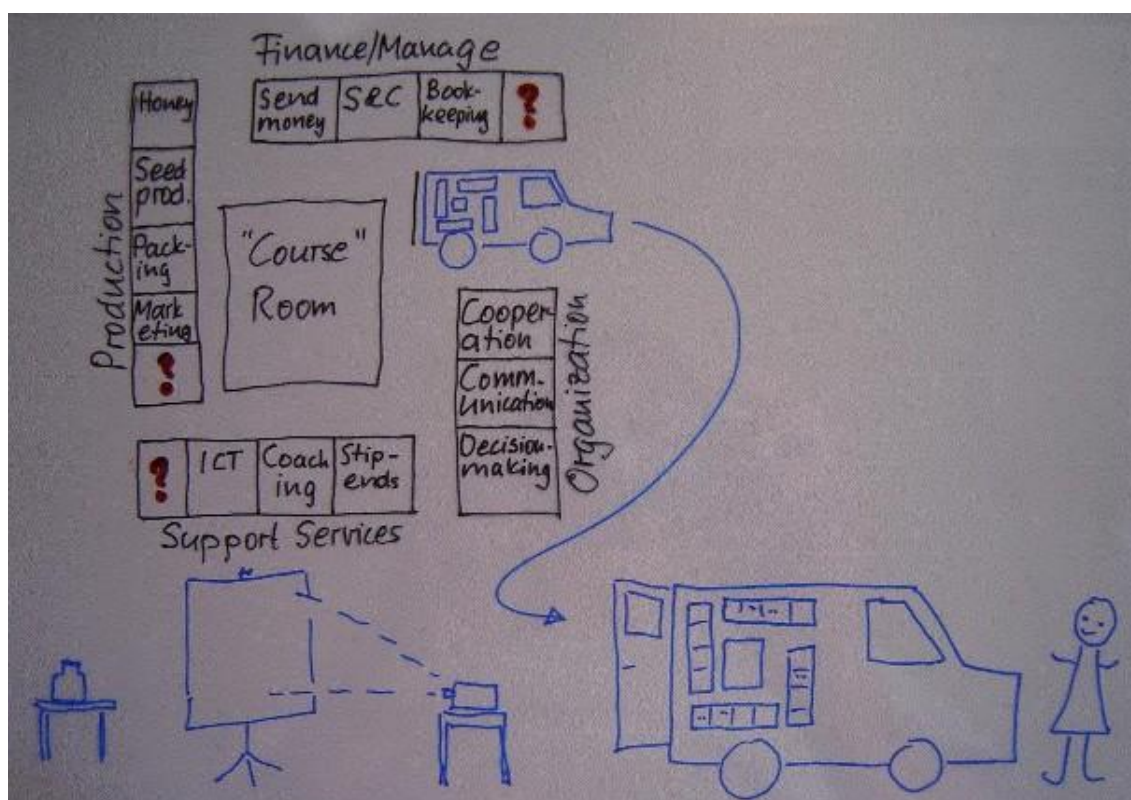 Finance/Manage
Send
money
S&C
Book-
keeping
?
Honey
Seed
prod.
Pack-
ing
Mark
eting
?
Production
"Course"
Room
Cooper-
ation
Comm-
unication
Decision-
making
Organization
?
ICT
Coach
ing
Stip-
ends
Support Services